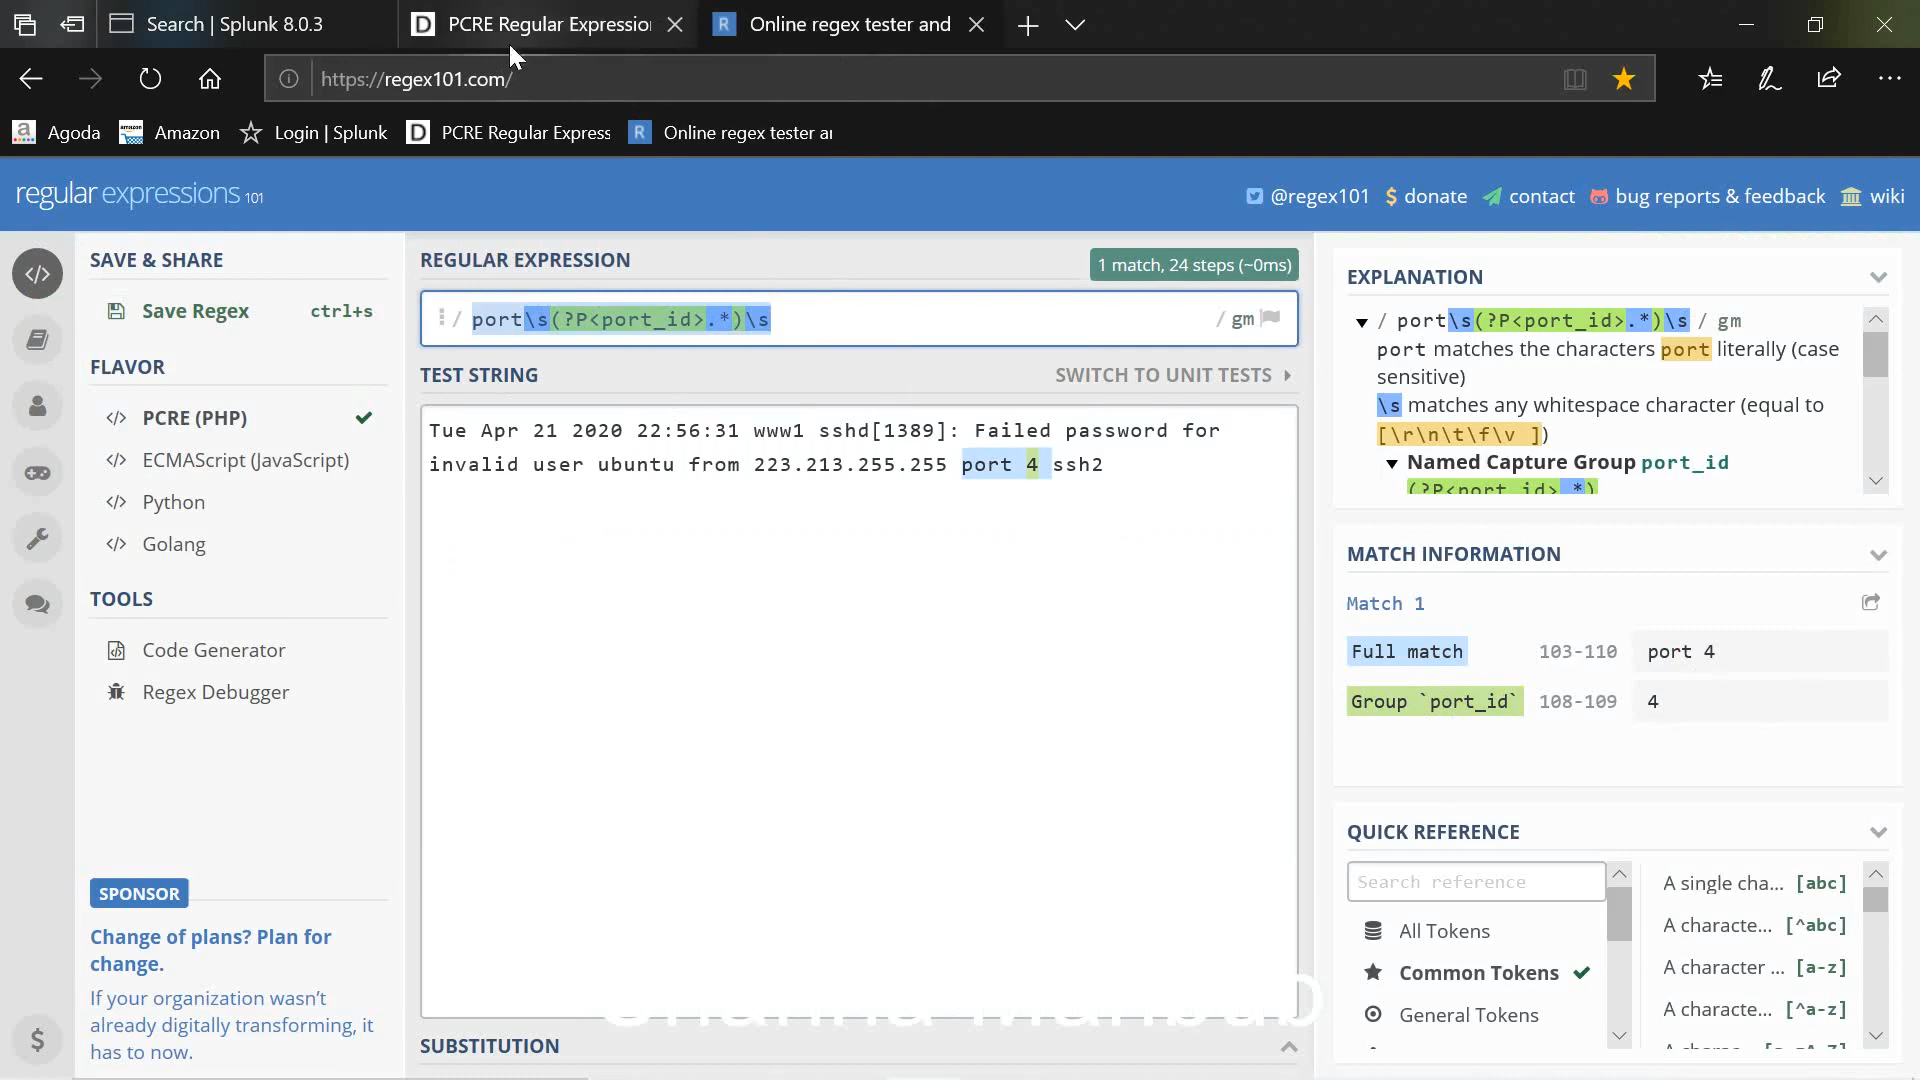 Search | Splunk 8.0.3
PCRE Regular Expressio
Online regex tester and
https://regex101.com/
Agoda
Amazon
Login | Splunk
PCRE Regular Express
Online regex tester
regular expressions 101
@regex101
donate
contact
bug reports & feedback
wiki
SAVE & SHARE
Save Regex ctrl+s
FLAVOR
PCRE (PHP)
ECMAScript (JavaScript)
Python
Golang
TOOLS
Code Generator
Regex Debugger
SPONSOR
Change of plans? Plan for
change.
If your organization wasn't
already digitally transforming, it
has to now.
REGULAR EXPRESSION
1 match, 24 steps (~0ms)
/ port\s(?P<port_id>.*)\s / gm
TEST STRING
SWITCH TO UNIT TESTS
Tue Apr 21 2020 22:56:31 www1 sshd[1389]: Failed password for
invalid user ubuntu from 223.213.255.255 port 4 ssh2
SUBSTITUTION
EXPLANATION
/ port\s(?P<port_id>.*)\s / gm
port matches the characters port literally (case
sensitive)
\s matches any whitespace character (equal to
[\r\n\t\f\v ])
Named Capture Group port_id
(?P<port_id>.*)
MATCH INFORMATION
Match 1
Full match 103-110 port 4
Group `port_id` 108-109 4
QUICK REFERENCE
Search reference
All Tokens
Common Tokens
General Tokens
A single cha... [abc]
A characte... [^abc]
A character ... [a-z]
A characte... [^a-z]